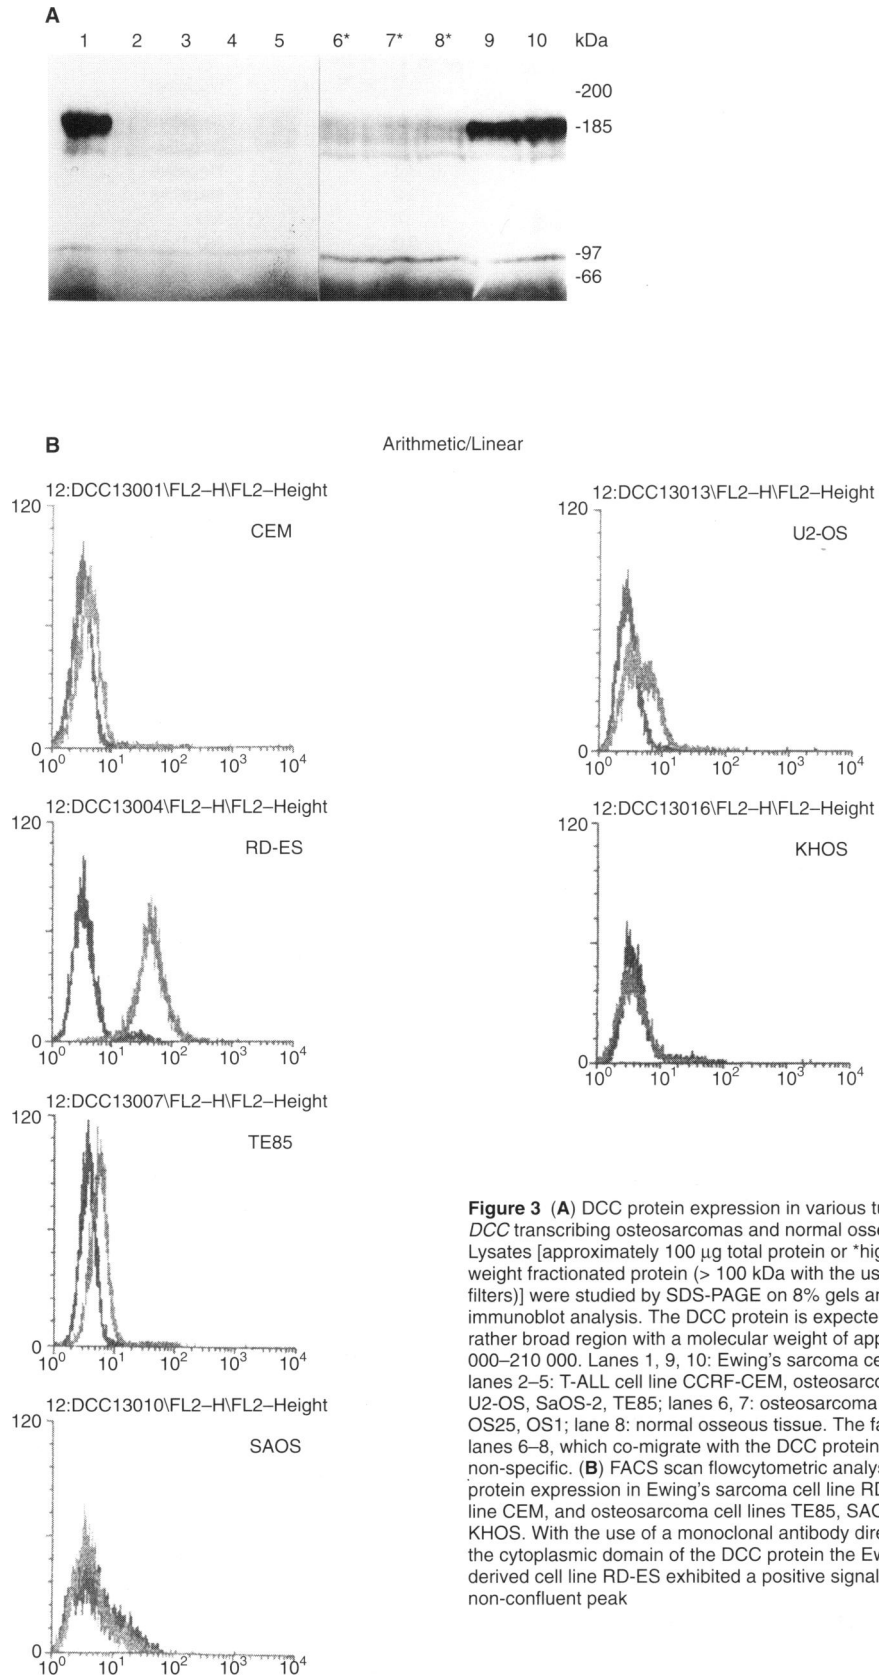 A
1 2 3 4 5 6* 7* 8* 9 10 kDa
-200
-185
-97
-66
B
Arithmetic/Linear
12:DCC13001\FL2–H\FL2–Height
120
CEM
0
10⁰ 10¹ 10² 10³ 10⁴
12:DCC13004\FL2–H\FL2–Height
120
RD-ES
0
10⁰ 10¹ 10² 10³ 10⁴
12:DCC13007\FL2–H\FL2–Height
120
TE85
0
10⁰ 10¹ 10² 10³ 10⁴
12:DCC13010\FL2–H\FL2–Height
120
SAOS
0
10⁰ 10¹ 10² 10³ 10⁴
12:DCC13013\FL2–H\FL2–Height
120
U2-OS
0
10⁰ 10¹ 10² 10³ 10⁴
12:DCC13016\FL2–H\FL2–Height
120
KHOS
0
10⁰ 10¹ 10² 10³ 10⁴
Figure 3 (A) DCC protein expression in various
DCC transcribing osteosarcomas and normal
Lysates [approximately 100 µg total protein or
weight fractionated protein (> 100 kDa with the
filters)] were studied by SDS-PAGE on 8% gels
immunoblot analysis. The DCC protein is
rather broad region with a molecular weight of
000–210 000. Lanes 1, 9, 10: Ewing's sarcoma
lanes 2–5: T-ALL cell line CCRF-CEM,
U2-OS, SaOS-2, TE85; lanes 6, 7: osteosarcoma
OS25, OS1; lane 8: normal osseous tissue. The
lanes 6–8, which co-migrate with the DCC protein
non-specific. (B) FACS scan flowcytometric
protein expression in Ewing's sarcoma cell line
line CEM, and osteosarcoma cell lines TE85,
KHOS. With the use of a monoclonal antibody
the cytoplasmic domain of the DCC protein the
derived cell line RD-ES exhibited a positive signal
non-confluent peak